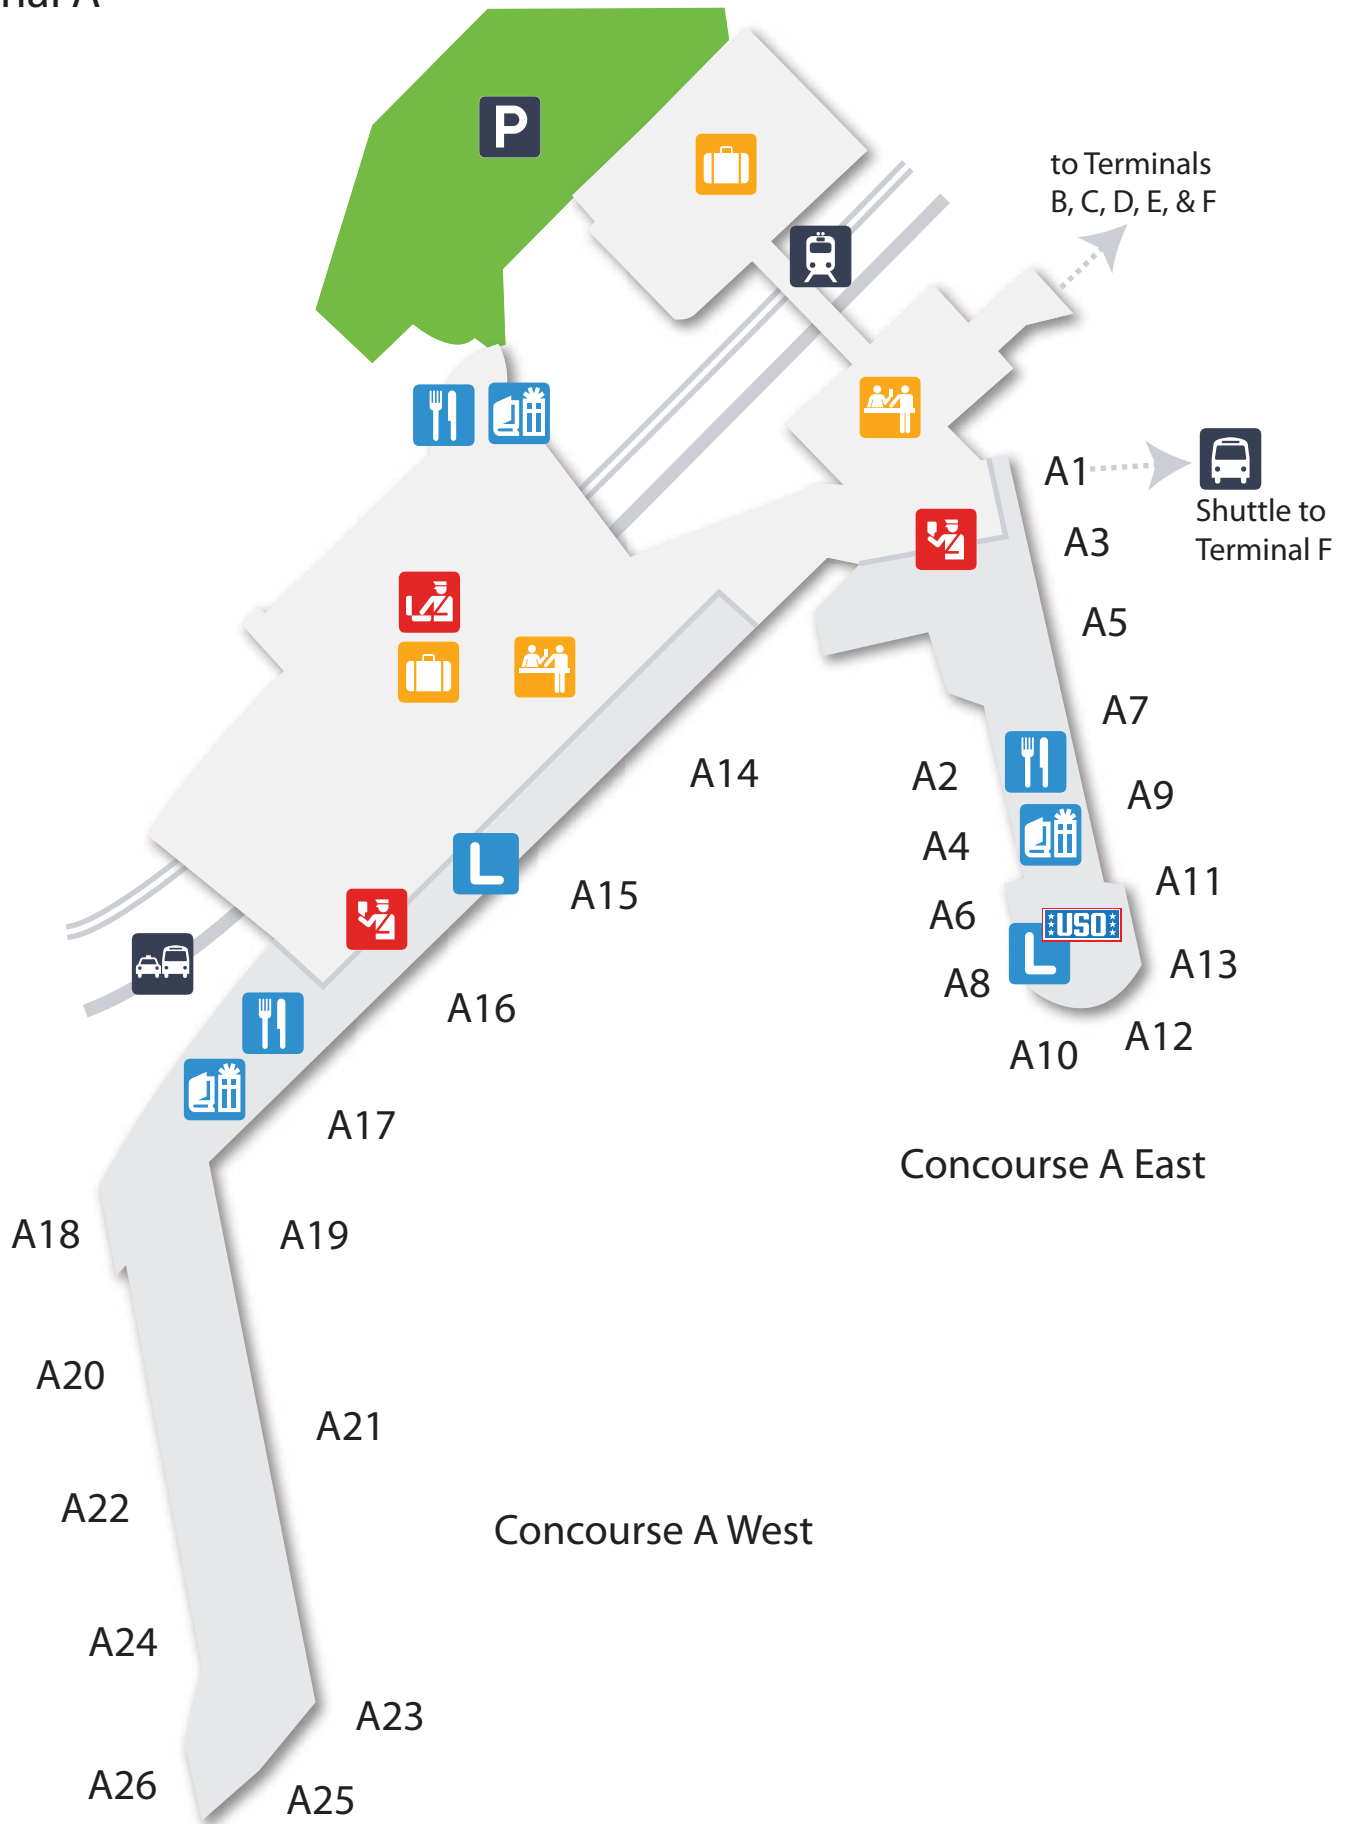 P
to Terminals
B, C, D, E, & F
A1
Shuttle to
Terminal F
A3
A5
A7
A14
A2
A9
A4
A11
L
A15
A6
USO
L
A13
A8
A16
A12
A10
A17
Concourse A East
A18
A19
A20
A21
A22
Concourse A West
A24
A23
A26
A25